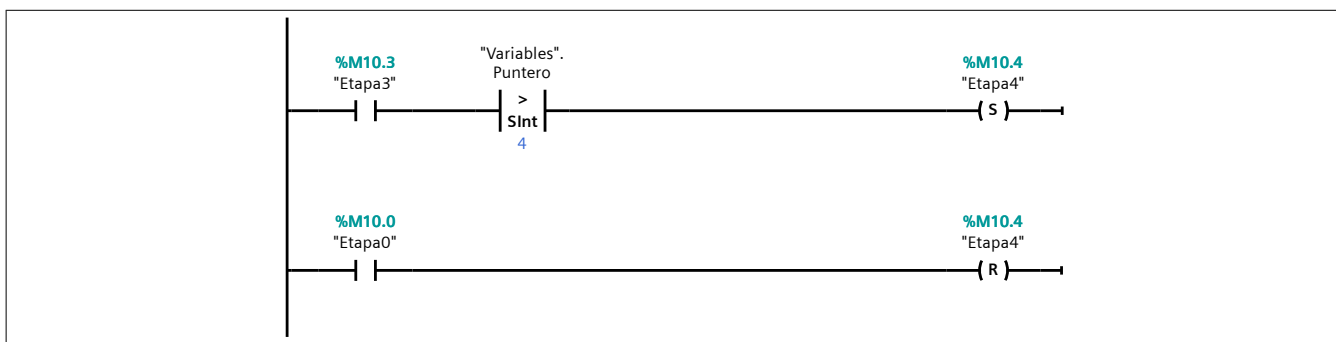 %M10.3
"Etapa3"
"Variables".
Puntero
>
SInt
4
%M10.4
"Etapa4"
( S )
%M10.0
"Etapa0"
%M10.4
"Etapa4"
( R )